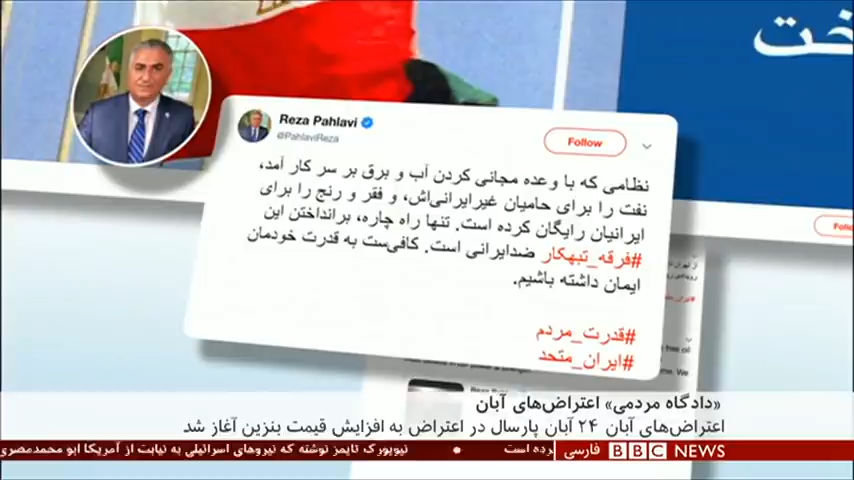 خت
Reza Pahlavi
@PahlaviReza
Follow
نظامی که با وعده مجانی کردن آب و برق بر سر کار آمد،
نفت را برای حامیان غیرایرانی‌اش، و فقر و رنج را برای
ایرانیان رایگان کرده است. تنها راه چاره، برانداختن این
#فرقه_تبهکار ضدایرانی است. کافی‌ست به قدرت خودمان
ایمان داشته باشیم.
#قدرت_مردم
#ایران_متحد
«دادگاه مردمی» اعتراض‌های آبان
اعتراض‌های آبان ۲۴ آبان پارسال در اعتراض به افزایش قیمت بنزین آغاز شد
BBC NEWS فارسی
رده است
نیویورک تایمز نوشته که نیروهای اسرائیلی به نیابت از آمریکا ابو محمدمصری